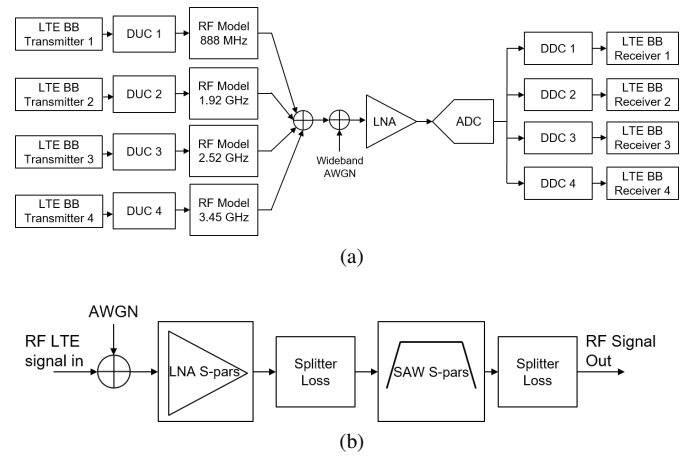 LTE BB
Transmitter 1
DUC 1
RF Model
888 MHz
DDC 1
LTE BB
Receiver 1
LTE BB
Transmitter 2
DUC 2
RF Model
1.92 GHz
DDC 2
LTE BB
Receiver 2
LNA
ADC
Wideband
AWGN
LTE BB
Transmitter 3
DUC 3
RF Model
2.52 GHz
DDC 3
LTE BB
Receiver 3
LTE BB
Transmitter 4
DUC 4
RF Model
3.45 GHz
DDC 4
LTE BB
Receiver 4
(a)
AWGN
RF LTE
signal in
LNA S-pars
Splitter
Loss
SAW S-pars
Splitter
Loss
RF Signal
Out
(b)